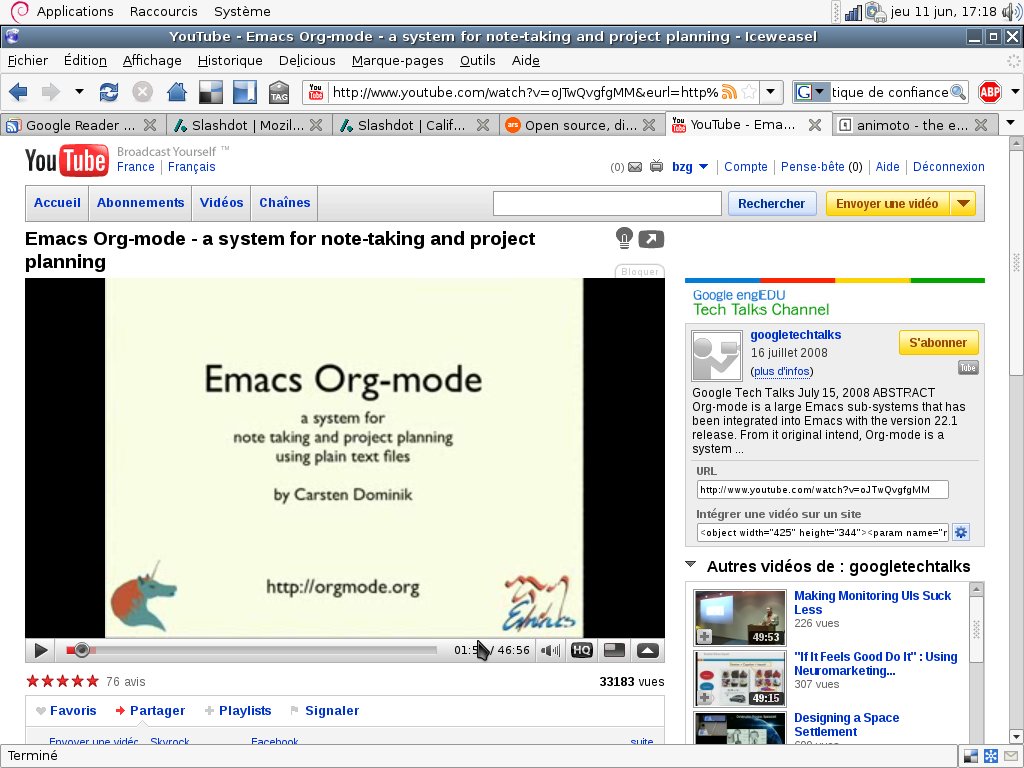 Applications Raccourcis Système jeu 11 jun, 17:18
YouTube - Emacs Org-mode - a system for note-taking and project planning - Iceweasel
Fichier Édition Affichage Historique Delicious Marque-pages Outils Aide
TAG You Tube http://www.youtube.com/watch?v=oJTwQvgfgMM&eurl=http% G tique de confiance ABP
Google Reader ... Slashdot | Mozil... Slashdot | Calif... ars Open source, di... You Tube YouTube - Ema... animoto - the e...
YouTube Broadcast Yourself ™
France | Français
(0) bzg Compte Pense-bête (0) Aide Déconnexion
Accueil Abonnements Vidéos Chaînes Rechercher Envoyer une vidéo
Emacs Org-mode - a system for note-taking and project
planning
Bloquer
Emacs Org-mode
a system for
note taking and project planning
using plain text files
by Carsten Dominik
http://orgmode.org
Emacs
/ 46:56 HQ
76 avis 33183 vues
Favoris Partager Playlists Signaler
Envoyer une vidéo Skyrock Facebook suite
Google engEDU
Tech Talks Channel
googletechtalks
16 juillet 2008
(plus d'infos)
S'abonner
Tube
Google Tech Talks July 15, 2008 ABSTRACT
Org-mode is a large Emacs sub-systems that has
been integrated into Emacs with the version 22.1
release. From it original intend, Org-mode is a
system ...
URL
http://www.youtube.com/watch?v=oJTwQvgfgMM
Intégrer une vidéo sur un site
<object width="425" height="344"><param name="r
Autres vidéos de : googletechtalks
49:53
Making Monitoring UIs Suck
Less
226 vues
49:15
"If It Feels Good Do It" : Using
Neuromarketing...
307 vues
Designing a Space
Settlement
Terminé